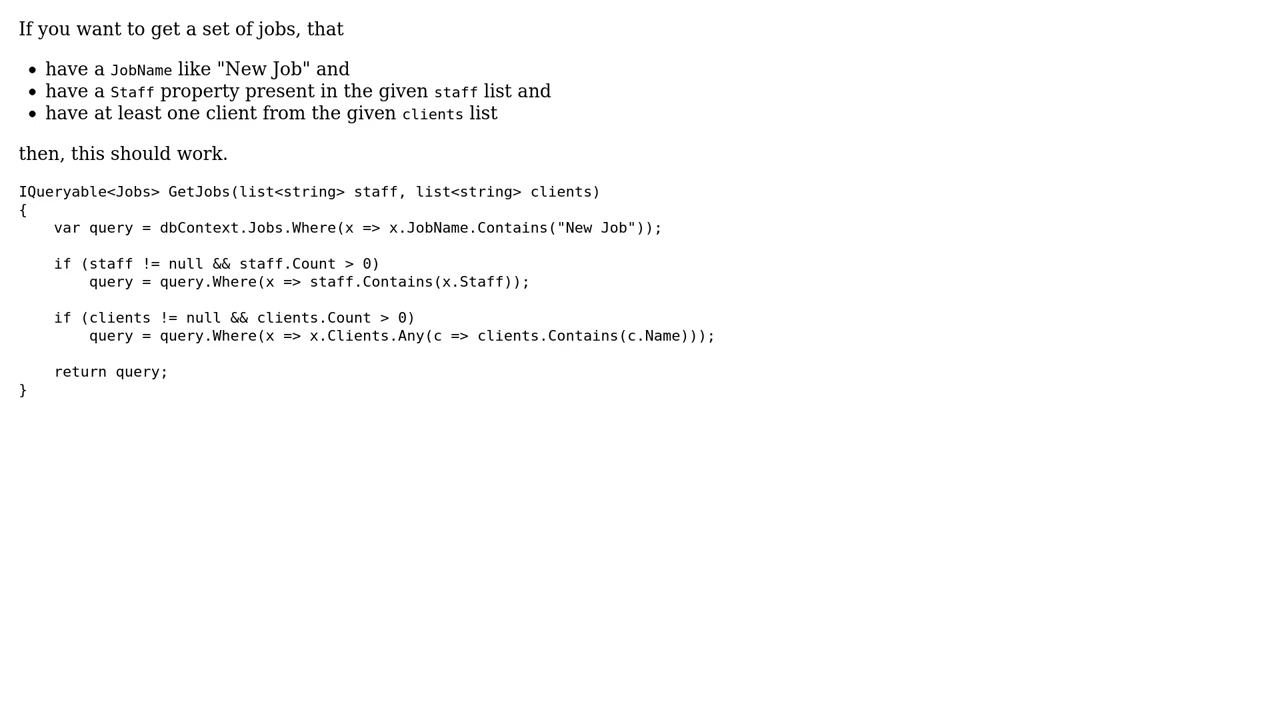 If you want to get a set of jobs, that
• have a JobName like "New Job" and
• have a Staff property present in the given staff list and
• have at least one client from the given clients list
then, this should work.
IQueryable<Jobs> GetJobs(list<string> staff, list<string> clients)
{
    var query = dbContext.Jobs.Where(x => x.JobName.Contains("New Job"));
    if (staff != null && staff.Count > 0)
        query = query.Where(x => staff.Contains(x.Staff));
    if (clients != null && clients.Count > 0)
        query = query.Where(x => x.Clients.Any(c => clients.Contains(c.Name)));
    return query;
}